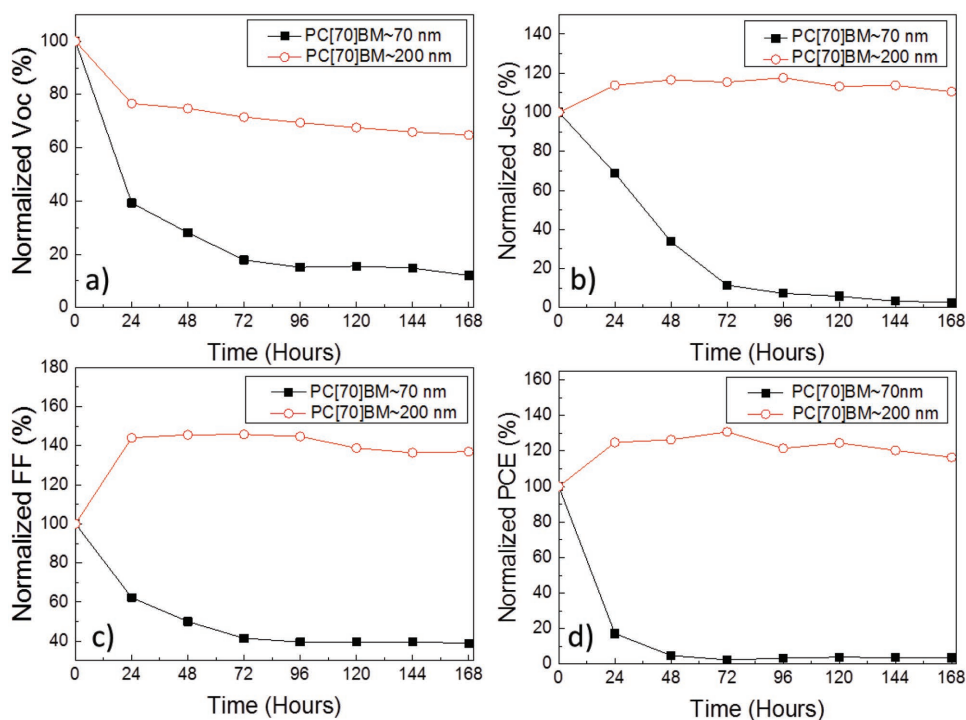 PC[70]BM~70 nm
PC[70]BM~200 nm
100
80
60
40
20
0
Normalized Voc (%)
a)
0 24 48 72 96 120 144 168
Time (Hours)
PC[70]BM~70 nm
PC[70]BM~200 nm
140
120
100
80
60
40
20
0
Normalized Jsc (%)
b)
0 24 48 72 96 120 144 168
Time (Hours)
PC[70]BM~70 nm
PC[70]BM~200 nm
180
160
140
120
100
80
60
40
Normalized FF (%)
c)
0 24 48 72 96 120 144 168
Time (Hours)
PC[70]BM~70nm
PC[70]BM~200 nm
160
140
120
100
80
60
40
20
0
Normalized PCE (%)
d)
0 24 48 72 96 120 144 168
Time (Hours)